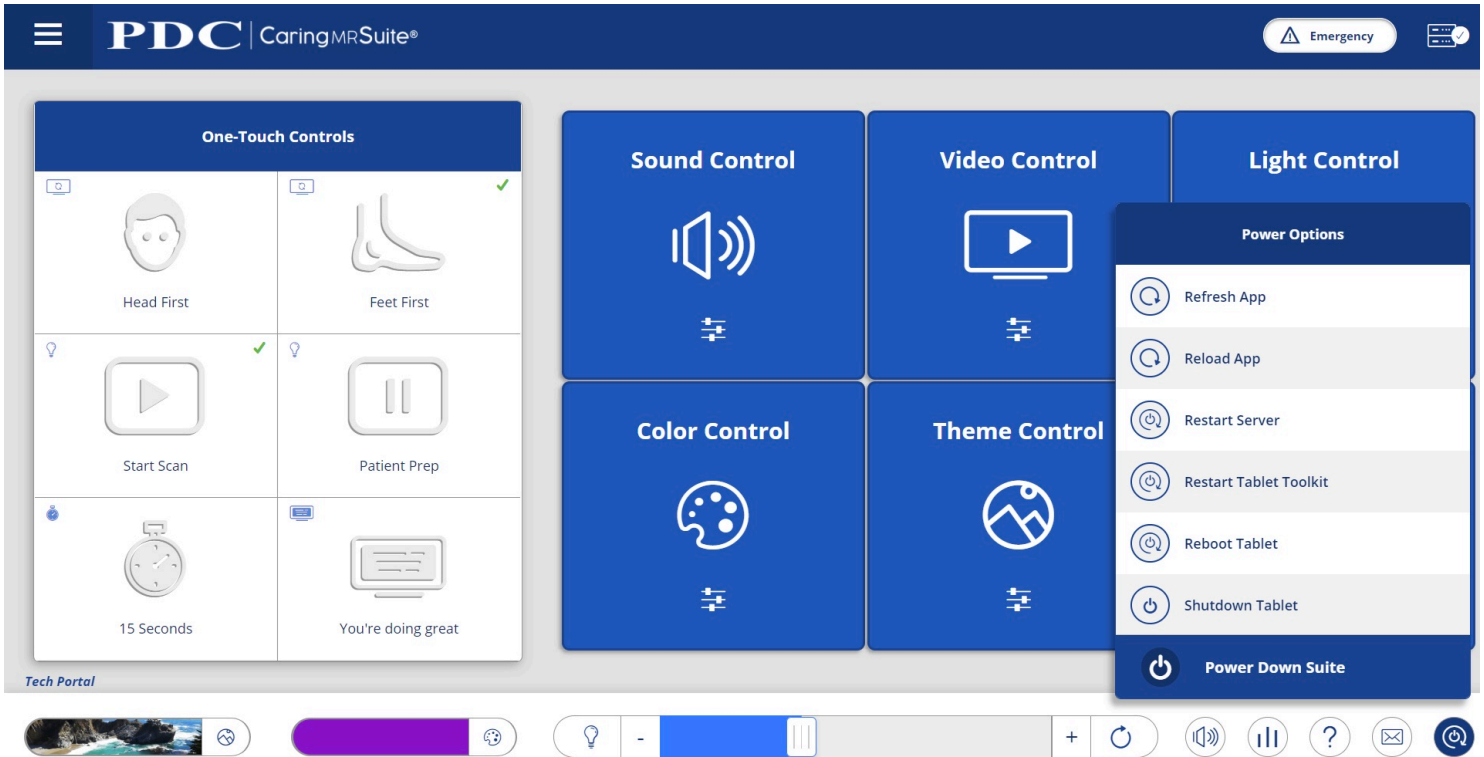 PDC | CaringMRSuite®
Emergency
One-Touch Controls
Head First
Feet First
Start Scan
Patient Prep
15 Seconds
You're doing great
Sound Control
Video Control
Light Control
Color Control
Theme Control
Power Options
Refresh App
Reload App
Restart Server
Restart Tablet Toolkit
Reboot Tablet
Shutdown Tablet
Power Down Suite
Tech Portal
-
+
?